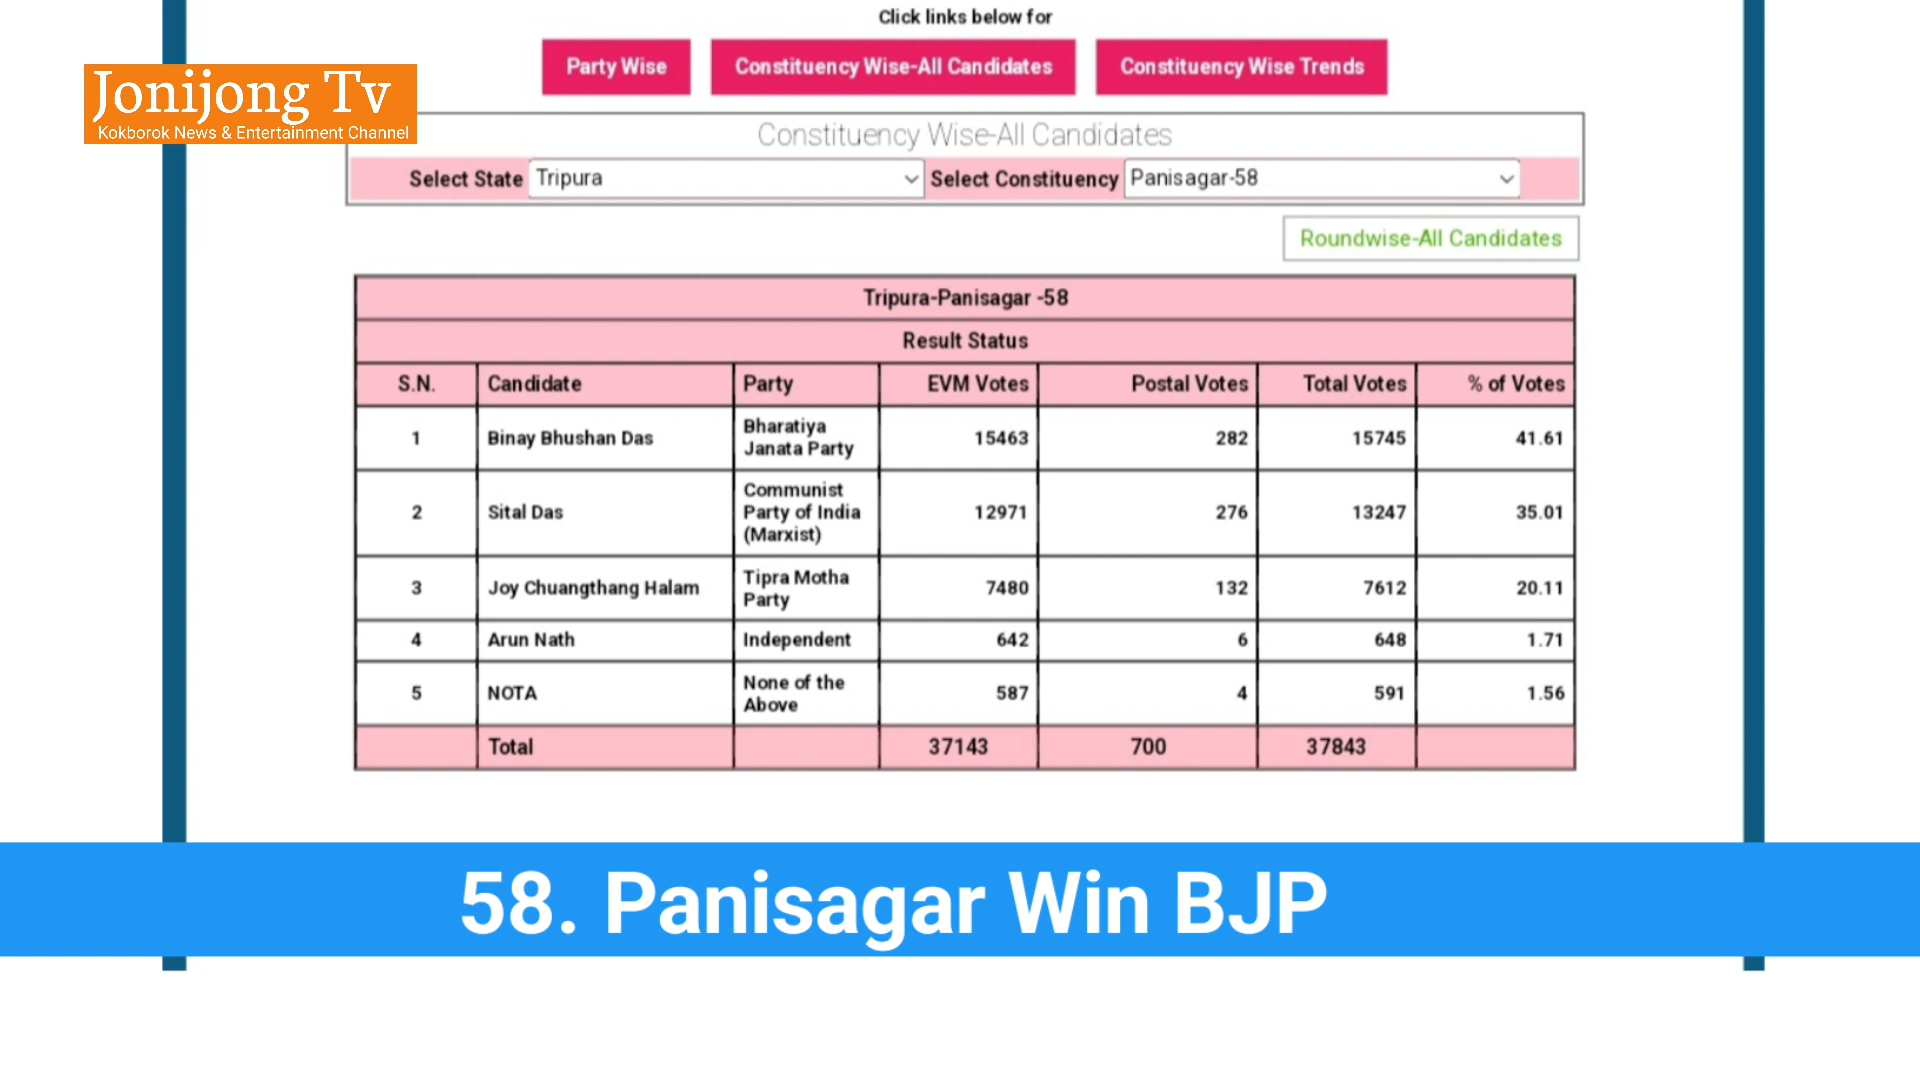 Click links below for
Party Wise Constituency Wise-All Candidates Constituency Wise Trends
Jonijong Tv
Kokborok News & Entertainment Channel
Constituency Wise-All Candidates
Select State Tripura Select Constituency Panisagar-58
Roundwise-All Candidates
Tripura-Panisagar -58
Result Status
S.N. Candidate Party EVM Votes Postal Votes Total Votes % of Votes
1 Binay Bhushan Das Bharatiya Janata Party 15463 282 15745 41.61
2 Sital Das Communist Party of India (Marxist) 12971 276 13247 35.01
3 Joy Chuangthang Halam Tipra Motha Party 7480 132 7612 20.11
4 Arun Nath Independent 642 6 648 1.71
5 NOTA None of the Above 587 4 591 1.56
Total 37143 700 37843
58. Panisagar Win BJP